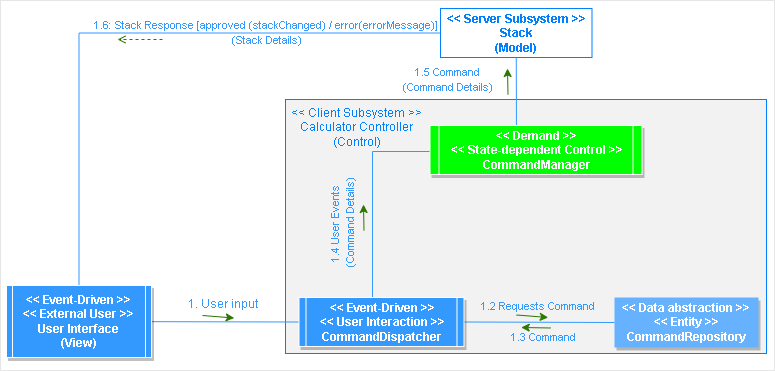 1.6: Stack Response [approved (stackChanged) / error(errorMessage)]
(Stack Details)
<< Server Subsystem >>
Stack
(Model)
1.5 Command
(Command Details)
<< Client Subsystem >>
Calculator Controller
(Control)
<< Demand >>
<< State-dependent Control >>
CommandManager
1.4 User Events
(Command Details)
<< Event-Driven >>
<< External User >>
User Interface
(View)
1.. User input
<< Event-Driven >>
<< User Interaction >>
CommandDispatcher
1.2 Requests Command
1.3 Command
<< Data abstraction >>
<< Entity >>
CommandRepository